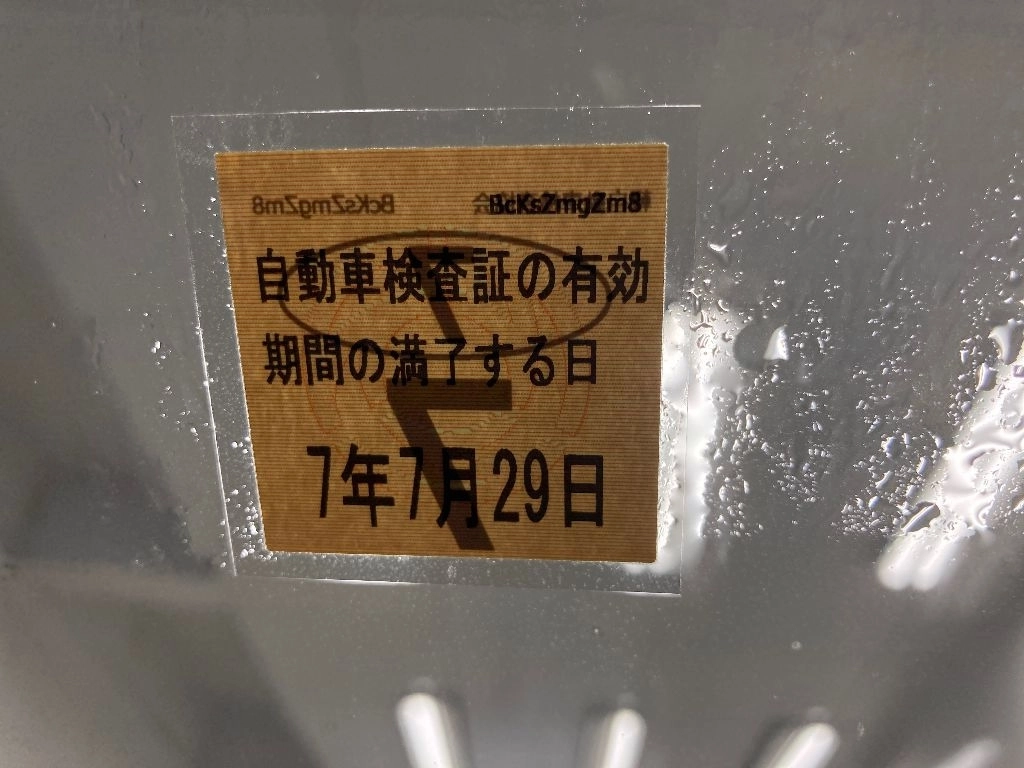 BcKsZmgZm8
自動車検査証の有効
期間の満了する日
7年7月29日